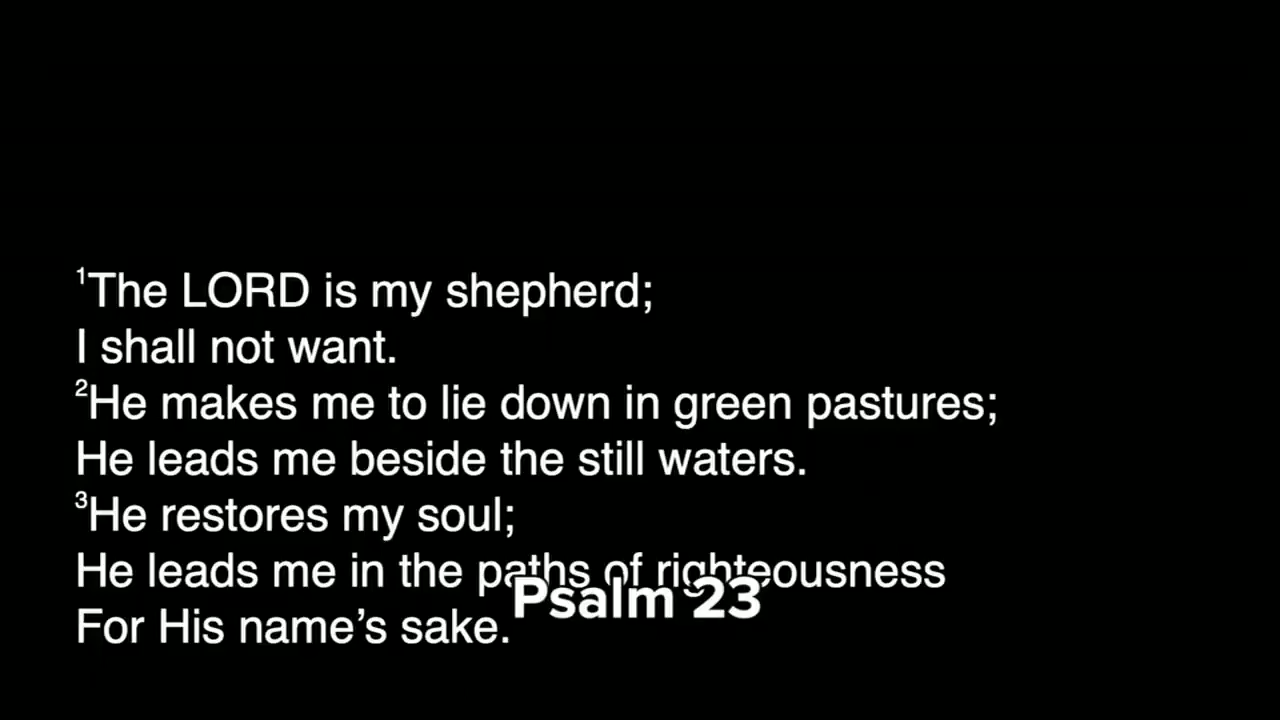 ¹The LORD is my shepherd;
I shall not want.
²He makes me to lie down in green pastures;
He leads me beside the still waters.
³He restores my soul;
He leads me in the paths of righteousness
Psalm 23
For His name’s sake.